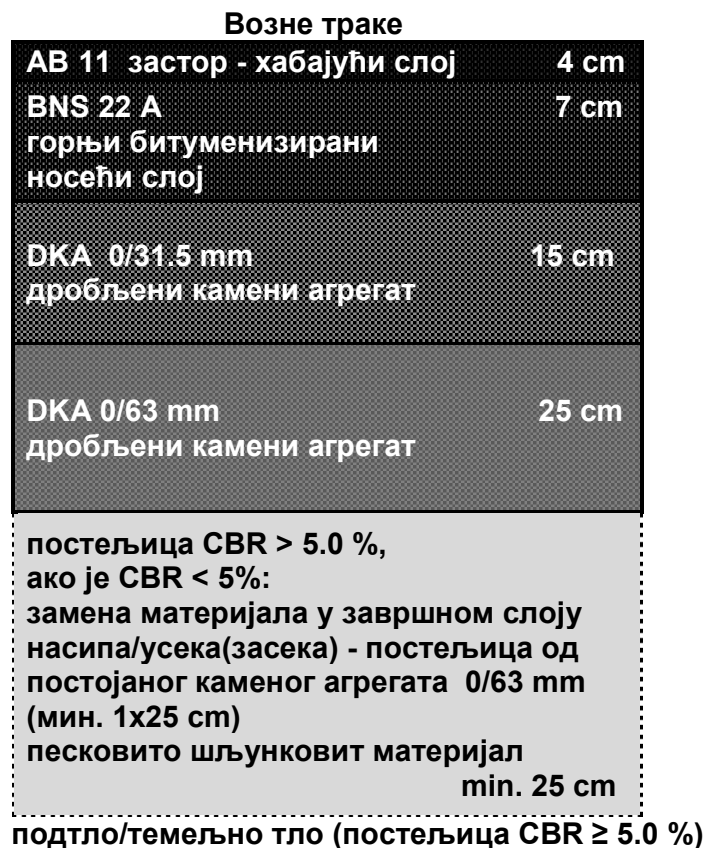 Возне траке
АВ 11 застор - хабајући слој 4 cm
BNS 22 A 7 cm
горњи битуменизирани
носећи слој
DKA 0/31.5 mm 15 cm
дробљени камени агрегат
DKA 0/63 mm 25 cm
дробљени камени агрегат
постељица CBR > 5.0 %,
ако је CBR < 5%:
замена материјала у завршном слоју
насипа/усека(засека) - постељица од
постојаног каменог агрегата 0/63 mm
(мин. 1x25 cm)
песковито шљунковит материјал
min. 25 cm
подтло/темељно тло (постељица CBR ≥ 5.0 %)